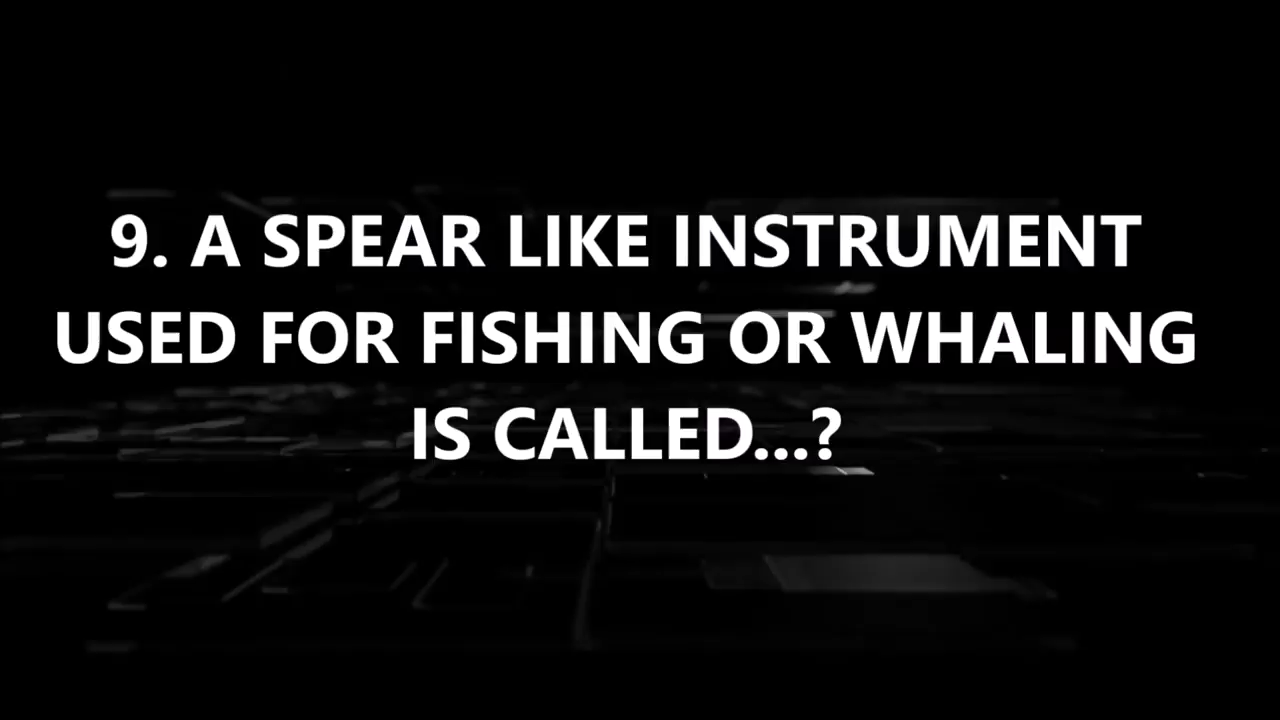 9. A SPEAR LIKE INSTRUMENT
USED FOR FISHING OR WHALING
IS CALLED...?